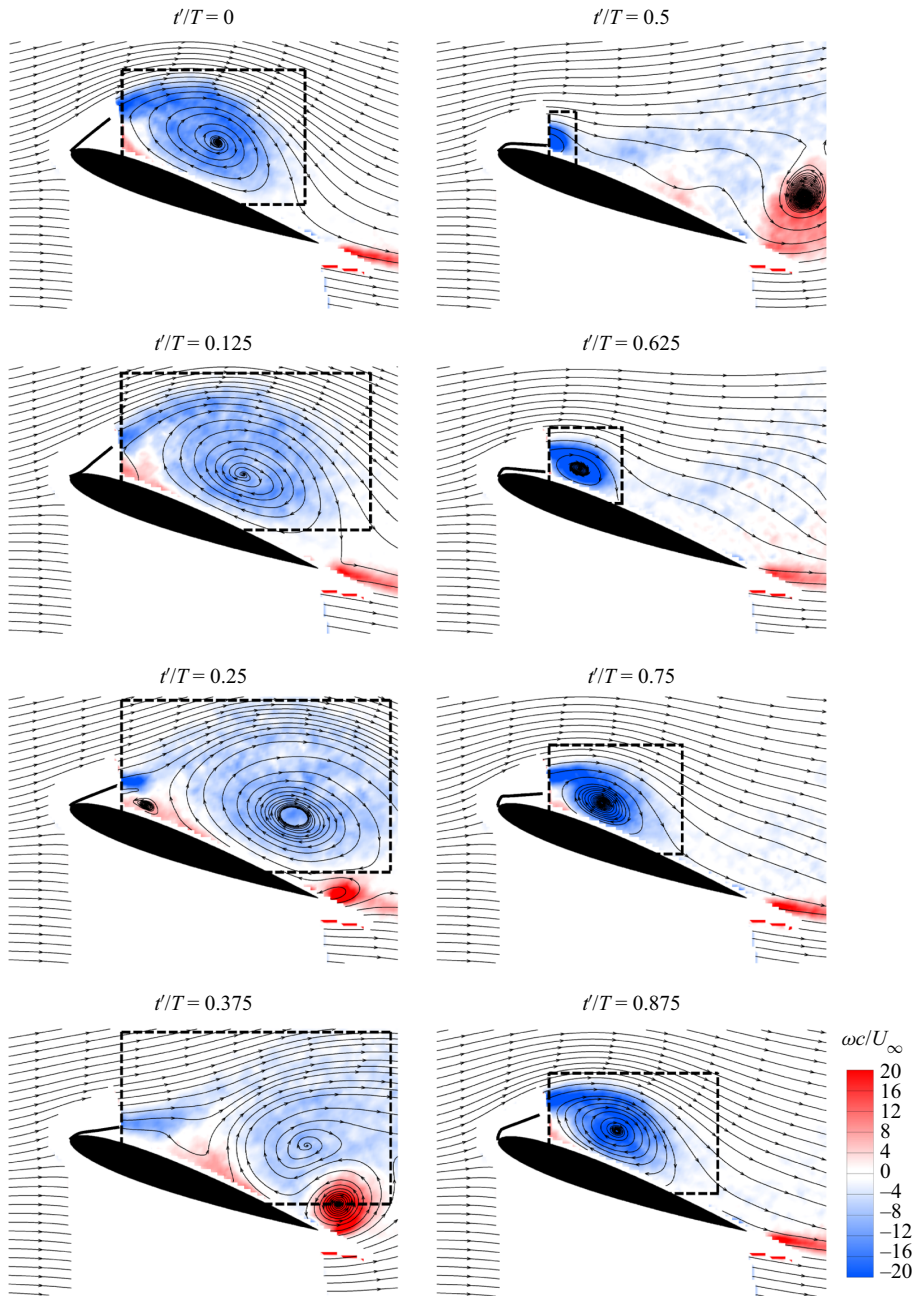 t′/T = 0
t′/T = 0.5
t′/T = 0.125
t′/T = 0.625
t′/T = 0.25
t′/T = 0.75
t′/T = 0.375
t′/T = 0.875
ωc/U∞
20
16
12
8
4
0
−4
−8
−12
−16
−20